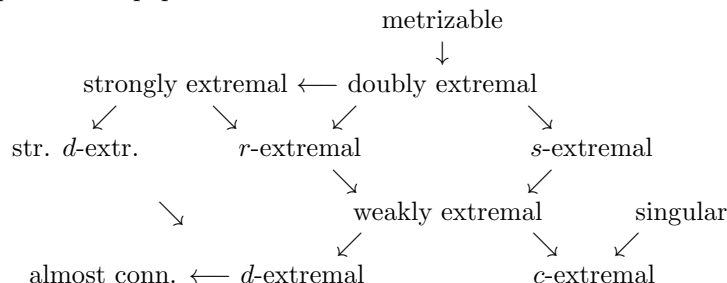 metrizable
strongly extremal ⟵ doubly extremal
str. d-extr. r-extremal s-extremal
weakly extremal singular
almost conn. ⟵ d-extremal c-extremal